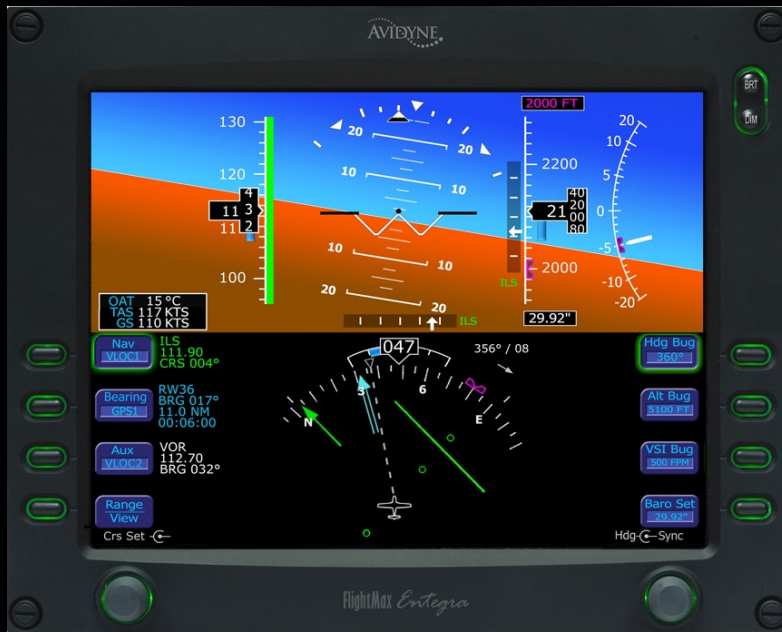 AVIDYNE
BRT
DIM
2000 FT
130
120
100
4
11 3
2
11
20 20
10 10
10 10
20 20
2200
2000
40
20
21 00
80
20
10
5
0
-5
-10
-20
ILS
OAT 15 °C
TAS 117 KTS
GS 110 KTS
ILS
29.92"
Nav
VLOC1
ILS
111.90
CRS 004°
047
356° / 08
Hdg Bug
360°
Bearing
GPS1
RW36
BRG 017°
11.0 NM
00:06:00
N
3
6
E
Alt Bug
5100 FT
Aux
VLOC2
VOR
112.70
BRG 032°
VSI Bug
500 FPM
Range
View
Baro Set
29.92"
Crs Set
Hdg Sync
FlightMax Entegra